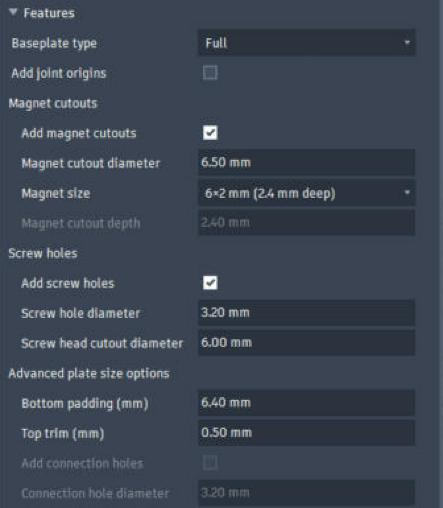 Features
Baseplate type Full
Add joint origins
Magnet cutouts
Add magnet cutouts
Magnet cutout diameter 6.50 mm
Magnet size 6×2 mm (2.4 mm deep)
Magnet cutout depth 2.40 mm
Screw holes
Add screw holes
Screw hole diameter 3.20 mm
Screw head cutout diameter 6.00 mm
Advanced plate size options
Bottom padding (mm) 6.40 mm
Top trim (mm) 0.50 mm
Add connection holes
Connection hole diameter 3.20 mm